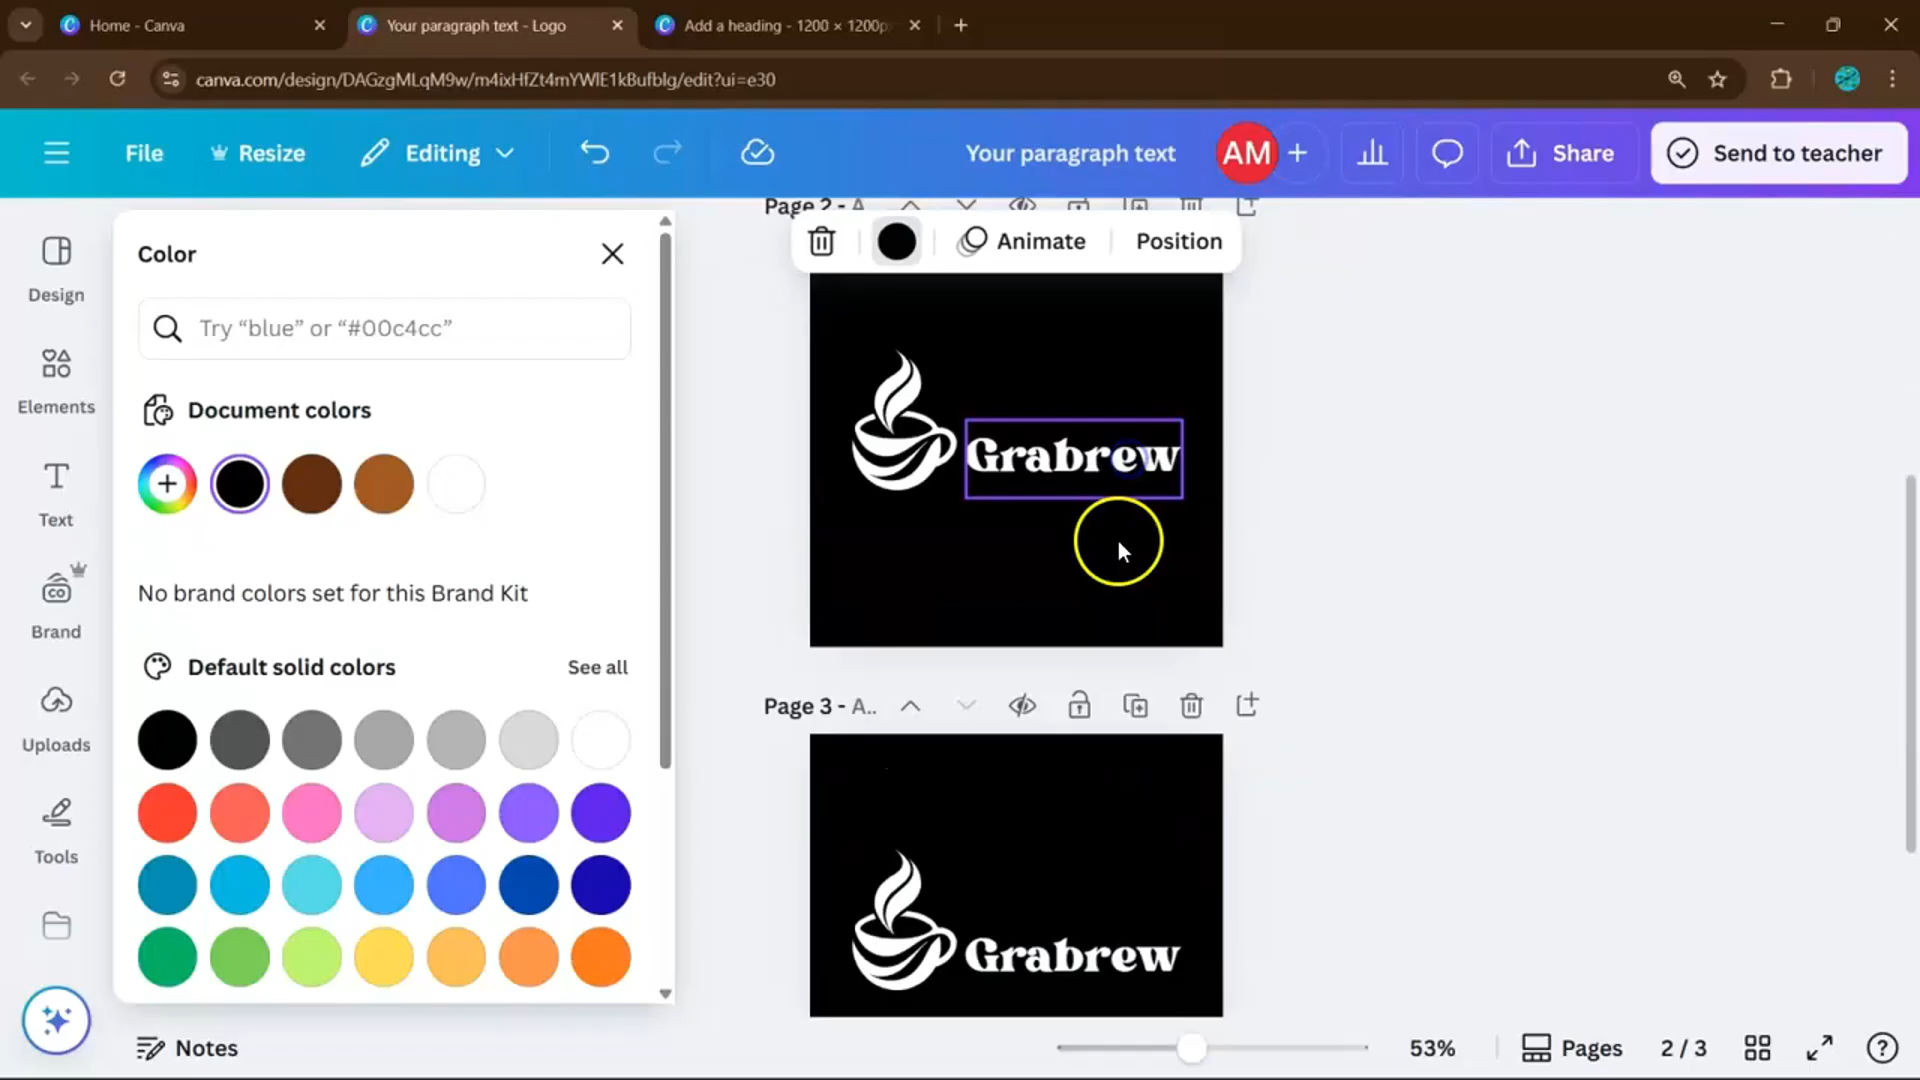 Home - Canva
Your paragraph text - Logo
Add a heading - 1200 × 1200p
canva.com/design/DAGzgMLqM9w/m4ixHfZt4mYWlE1kBufblg/edit?ui=e30
File
Resize
Editing
Your paragraph text
AM
Share
Send to teacher
Design
Elements
Text
Brand
Uploads
Tools
Color
Try “blue” or “#00c4cc”
Document colors
No brand colors set for this Brand Kit
Default solid colors
See all
Page 2 - A
Animate
Position
Grabrew
Page 3 - A..
Grabrew
Notes
53%
Pages
2 / 3